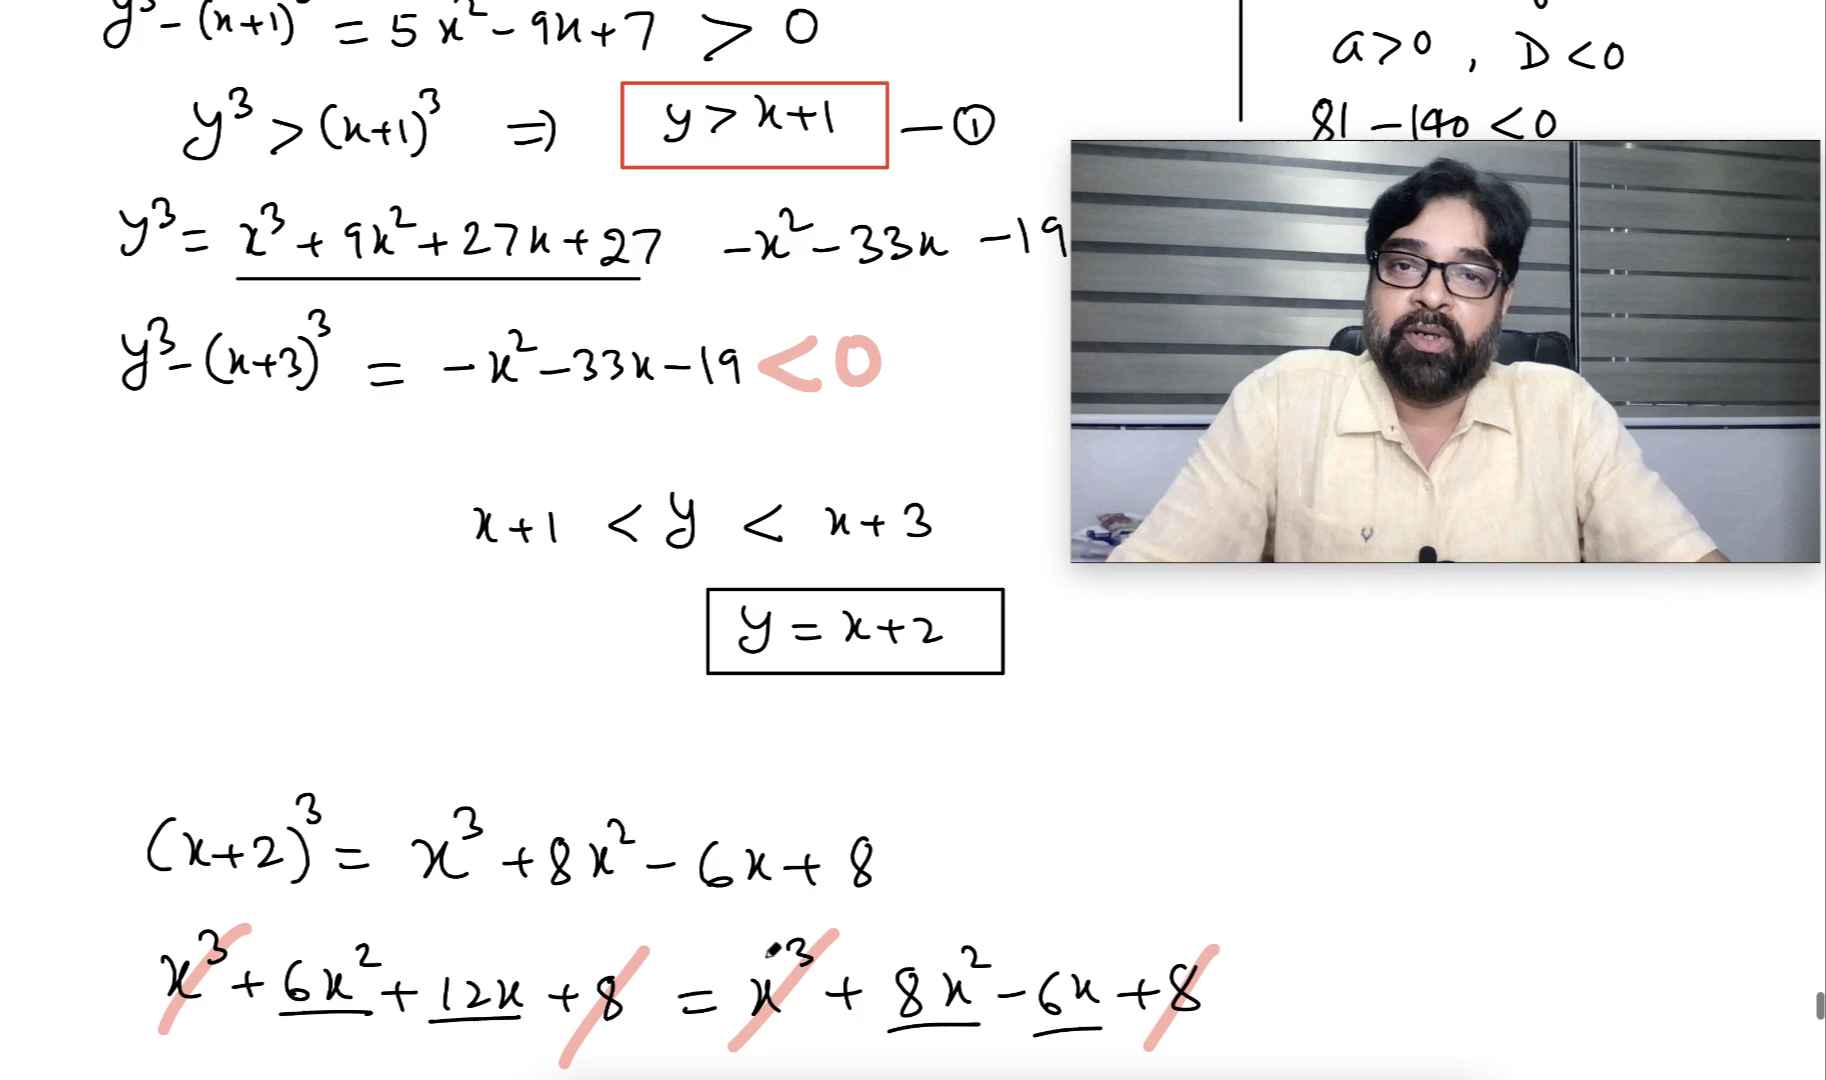 y³ - (x+1)³ = 5x² - 9x + 7 > 0
y³ > (x+1)³ ⇒ y > x+1 — ①
y³ = x³ + 9x² + 27x + 27 - x² - 33x - 19
y³ - (x+3)³ = - x² - 33x - 19 < 0
x+1 < y < x+3
y = x+2
(x+2)³ = x³ + 8x² - 6x + 8
x³ + 6x² + 12x + 8 = x³ + 8x² - 6x + 8
a>0 , D<0
81 - 140 < 0